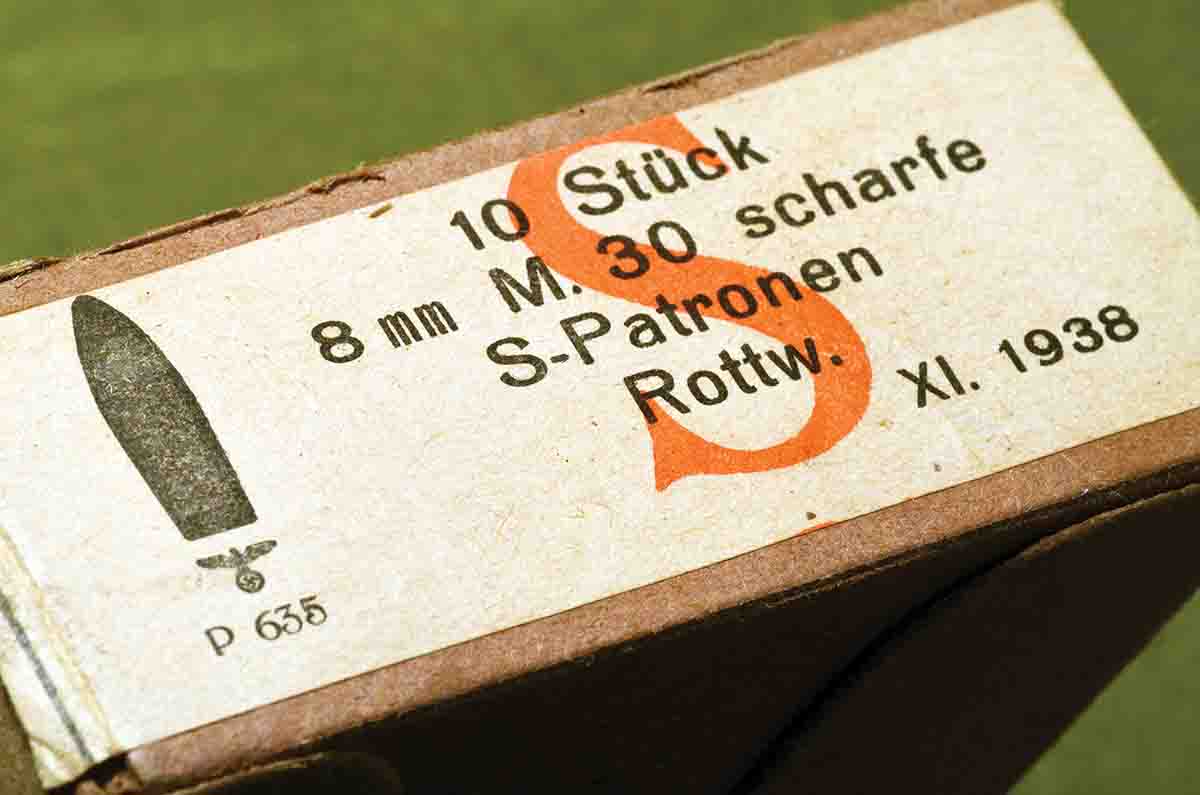 10 Stück
8 mm M. 30 scharfe
S-Patronen
Rottw. XI. 1938
S
P 635